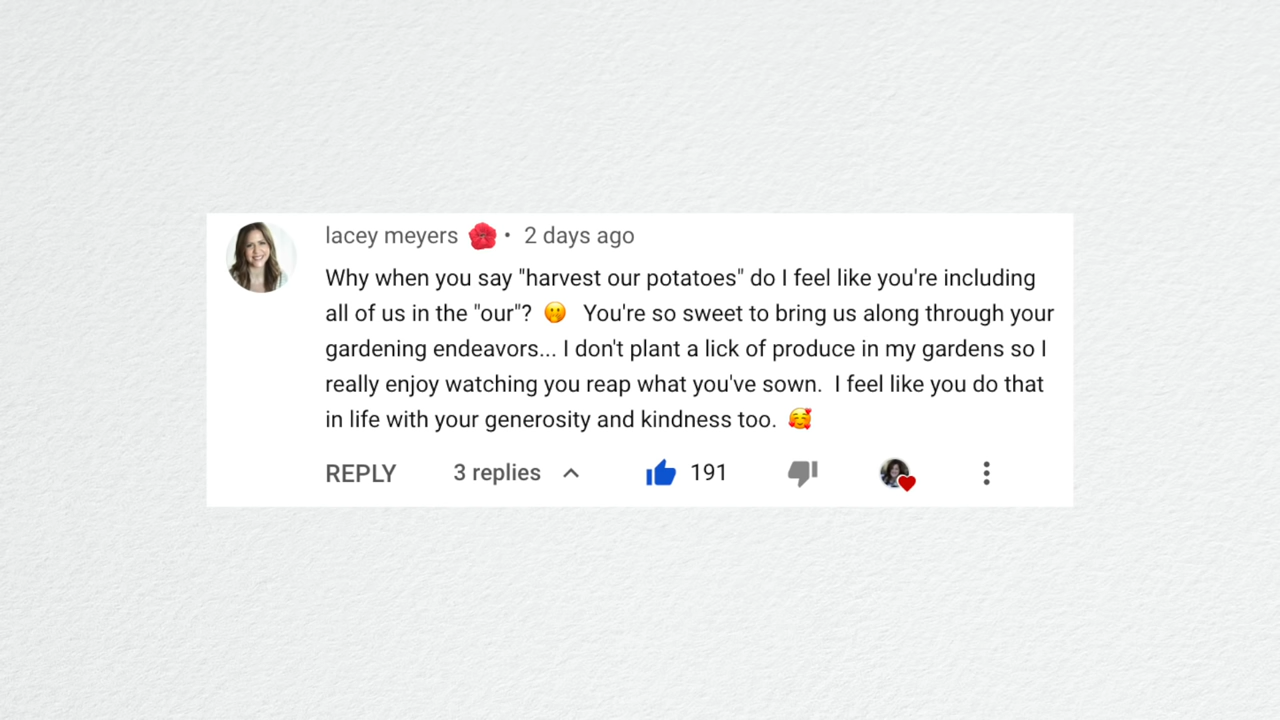 lacey meyers 🌺 • 2 days ago
Why when you say "harvest our potatoes" do I feel like you're including
all of us in the "our"? 🤭 You're so sweet to bring us along through your
gardening endeavors... I don't plant a lick of produce in my gardens so I
really enjoy watching you reap what you've sown. I feel like you do that
in life with your generosity and kindness too. 🥰
REPLY 3 replies 191